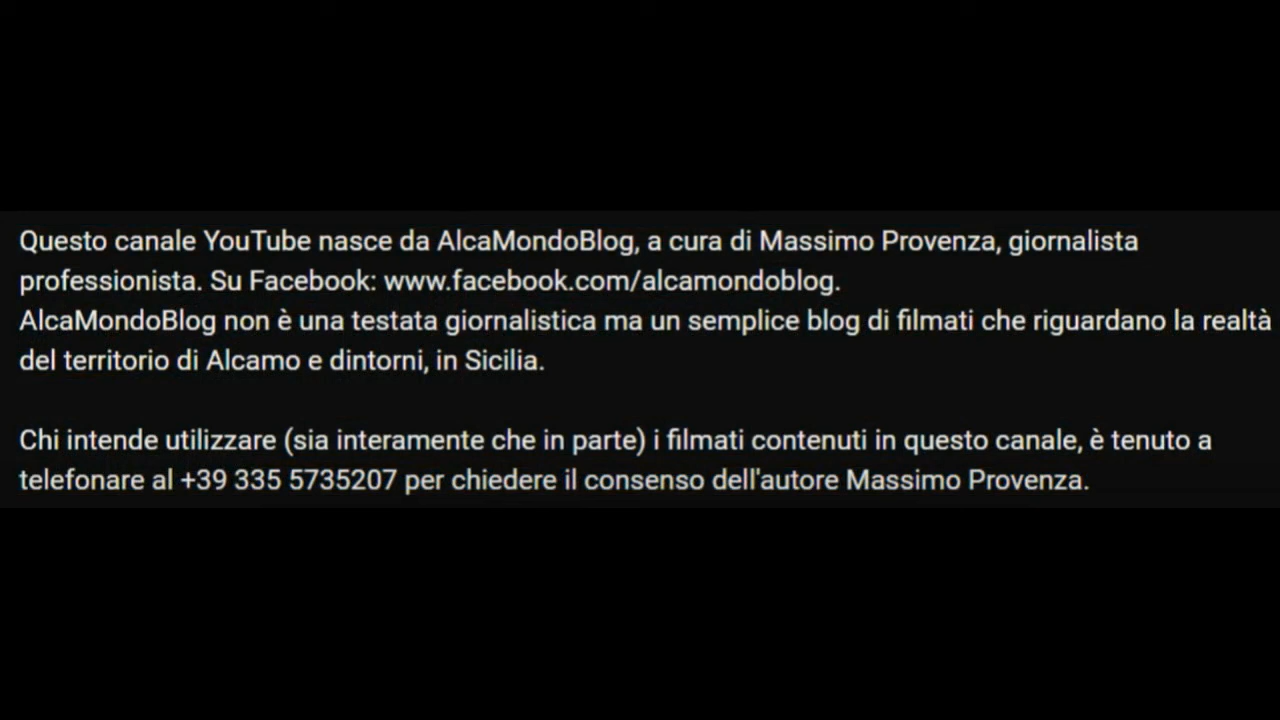 Questo canale YouTube nasce da AlcaMondoBlog, a cura di Massimo Provenza, giornalista
professionista. Su Facebook: www.facebook.com/alcamondoblog.
AlcaMondoBlog non è una testata giornalistica ma un semplice blog di filmati che riguardano la realtà
del territorio di Alcamo e dintorni, in Sicilia.
Chi intende utilizzare (sia interamente che in parte) i filmati contenuti in questo canale, è tenuto a
telefonare al +39 335 5735207 per chiedere il consenso dell'autore Massimo Provenza.